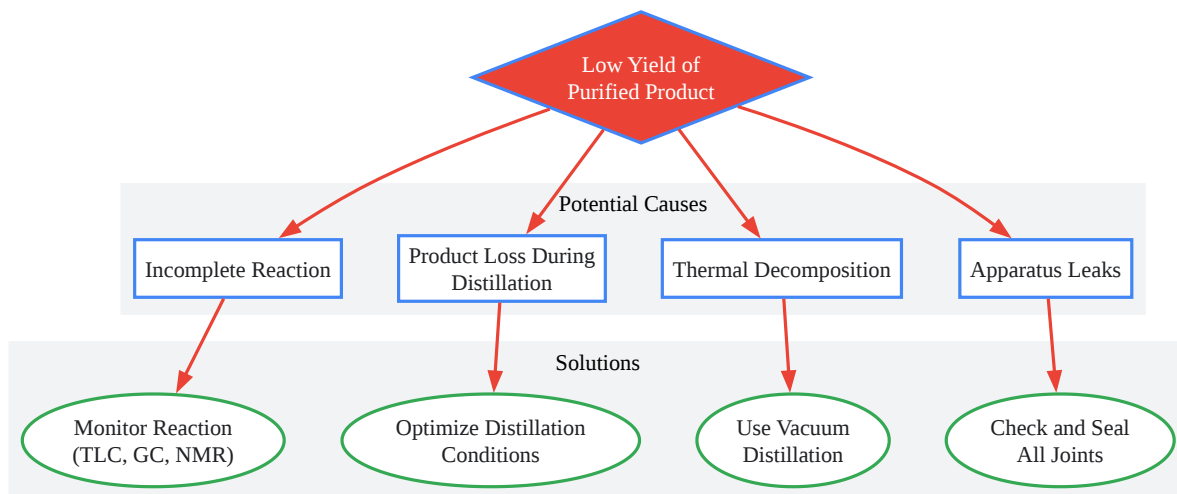 Low Yield of
Purified Product
Potential Causes
Incomplete Reaction
Product Loss During
Distillation
Thermal Decomposition
Apparatus Leaks
Solutions
Monitor Reaction
(TLC, GC, NMR)
Optimize Distillation
Conditions
Use Vacuum
Distillation
Check and Seal
All Joints